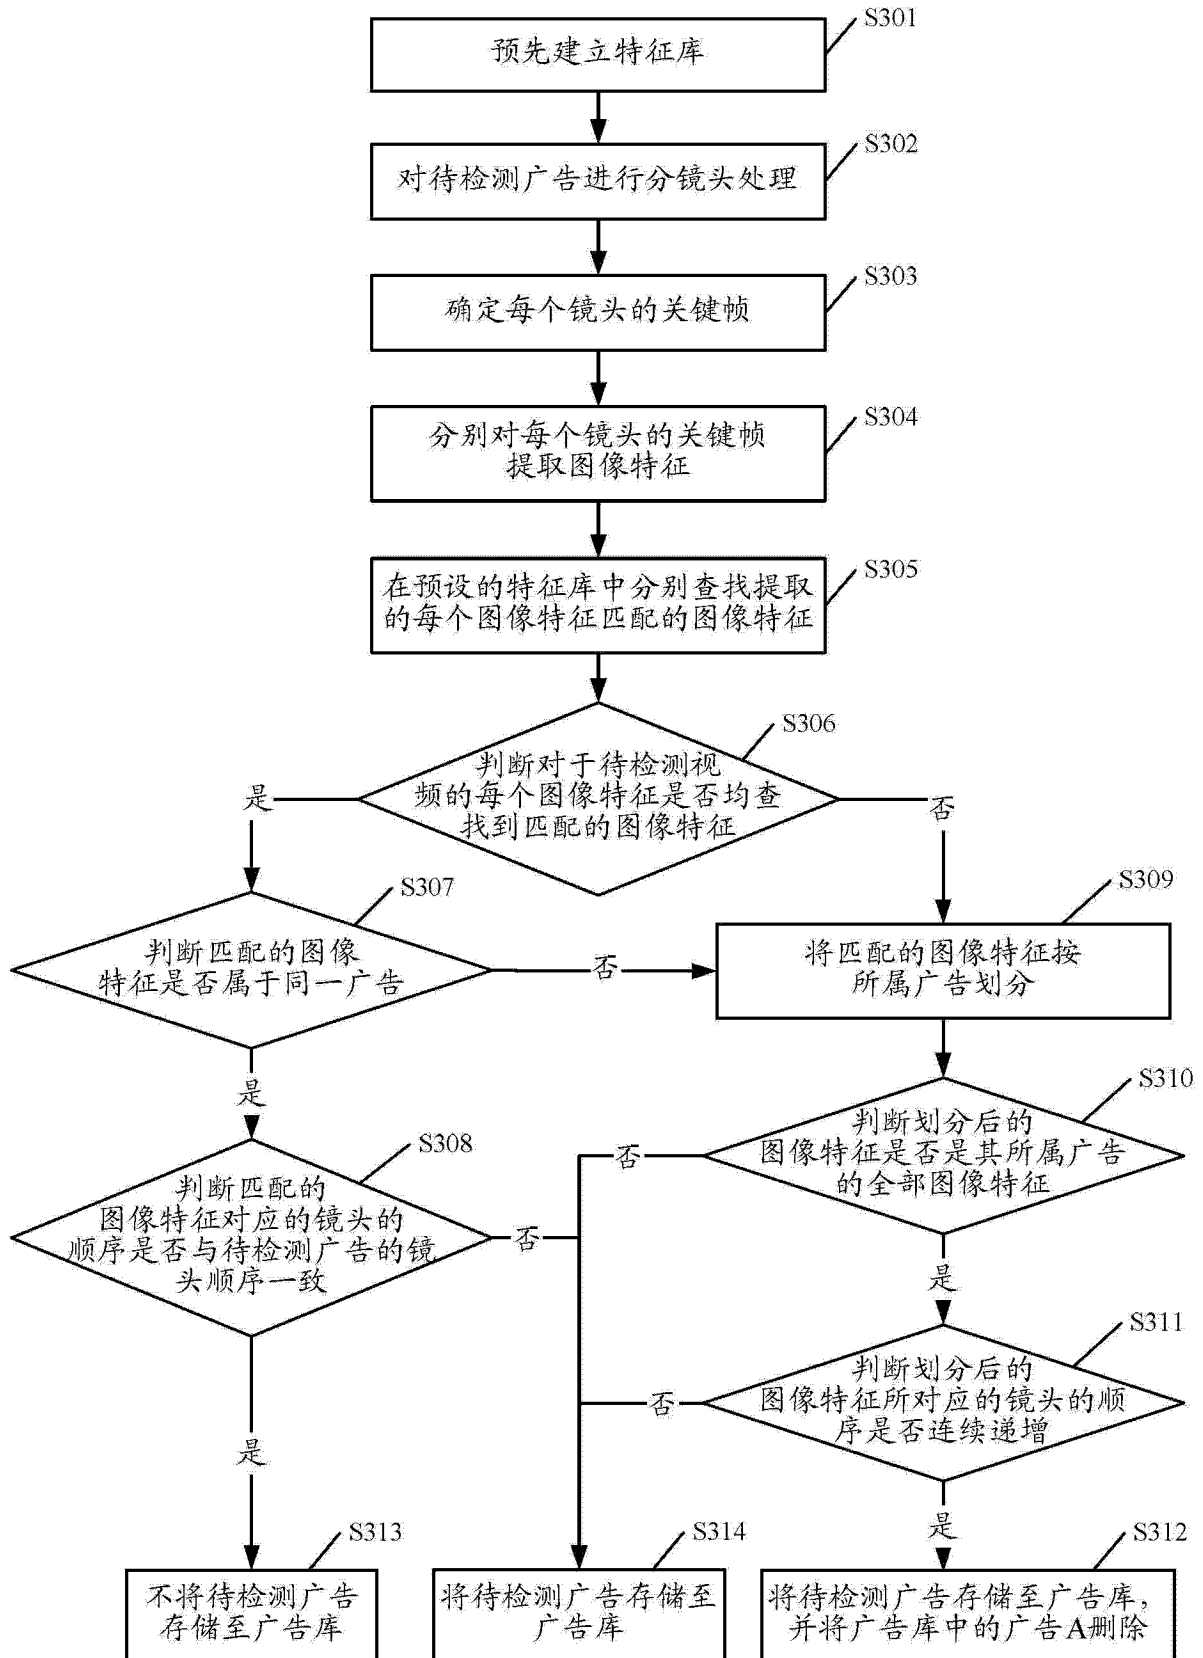 S301
预先建立特征库
S302
对待检测广告进行分镜头处理
S303
确定每个镜头的关键帧
S304
分别对每个镜头的关键帧
提取图像特征
S305
在预设的特征库中分别查找提取
的每个图像特征匹配的图像特征
S306
判断对于待检测视
频的每个图像特征是否均查
找到匹配的图像特征
是
否
S307
判断匹配的图像
特征是否属于同一广告
否
S309
将匹配的图像特征按
所属广告划分
是
S310
判断划分后的
图像特征是否是其所属广告
的全部图像特征
否
S308
判断匹配的
图像特征对应的镜头的
顺序是否与待检测广告的镜
头顺序一致
否
是
S311
判断划分后的
图像特征所对应的镜头的顺
序是否连续递增
否
是
是
S313
不将待检测广告
存储至广告库
S314
将待检测广告存储至
广告库
S312
将待检测广告存储至广告库，
并将广告库中的广告A删除